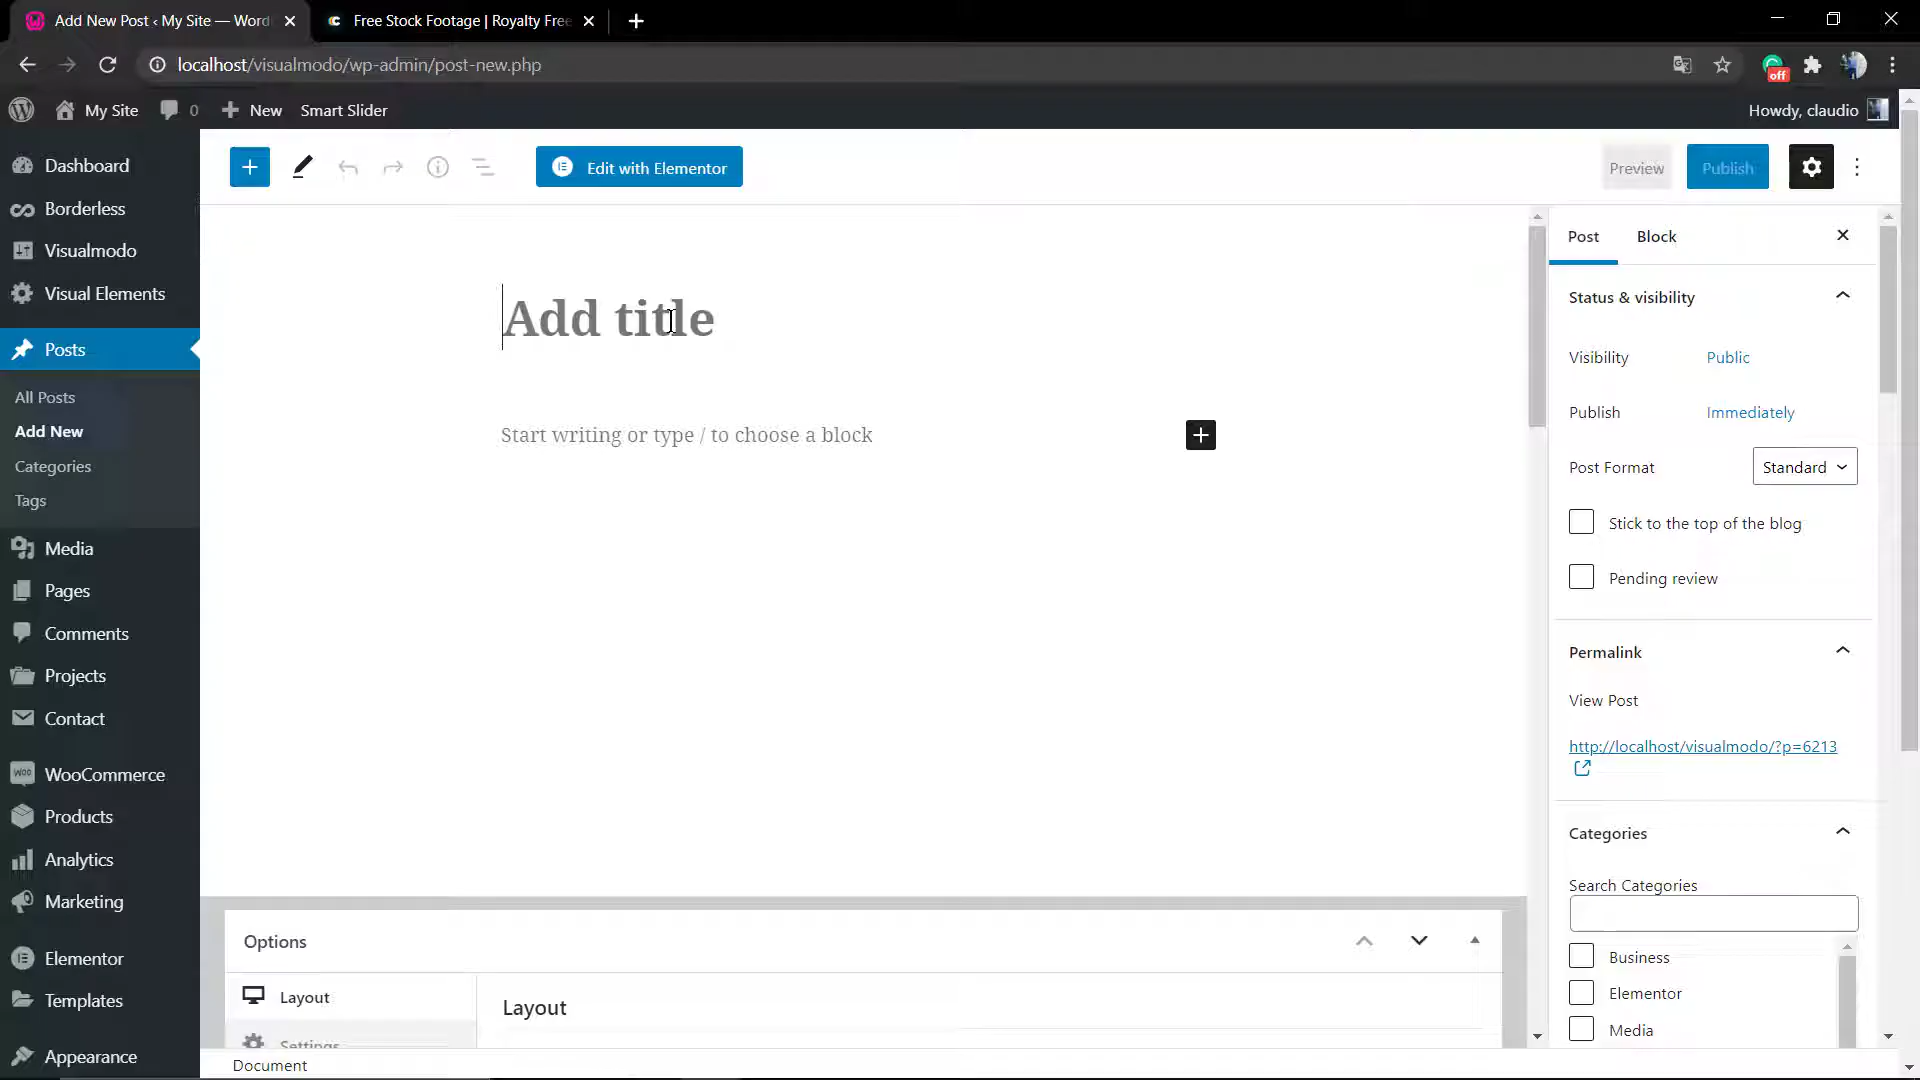 Add New Post ‹ My Site — Word
Free Stock Footage | Royalty Free
localhost/visualmodo/wp-admin/post-new.php
off
My Site
0
New
Smart Slider
Howdy, claudio
Dashboard
Borderless
Visualmodo
Visual Elements
Posts
All Posts
Add New
Categories
Tags
Media
Pages
Comments
Projects
Contact
WooCommerce
Products
Analytics
Marketing
Elementor
Templates
Appearance
Edit with Elementor
Preview
Publish
Add title
Start writing or type / to choose a block
Post
Block
Status & visibility
Visibility
Public
Publish
Immediately
Post Format
Standard
Stick to the top of the blog
Pending review
Permalink
View Post
http://localhost/visualmodo/?p=6213
Categories
Search Categories
Business
Elementor
Media
Options
Layout
Settings
Layout
Document